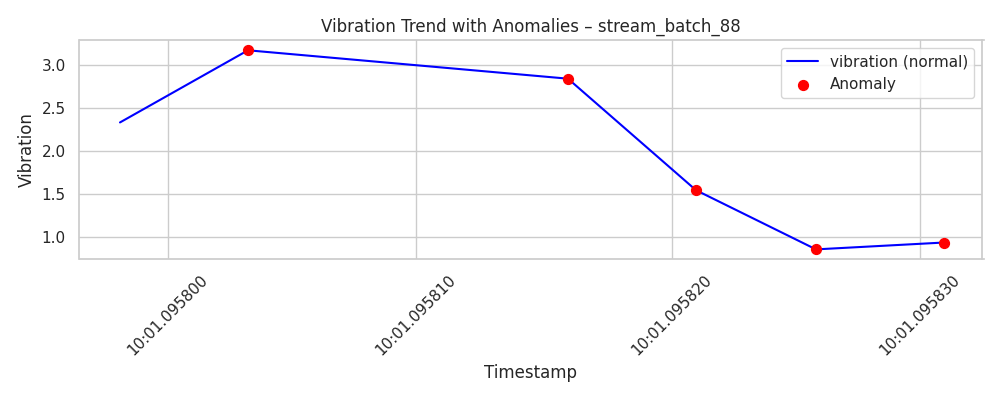 Vibration Trend with Anomalies – stream_batch_88
vibration (normal)
Anomaly
Vibration
3.0
2.5
2.0
1.5
1.0
10:01.095800
10:01.095810
10:01.095820
10:01.095830
Timestamp